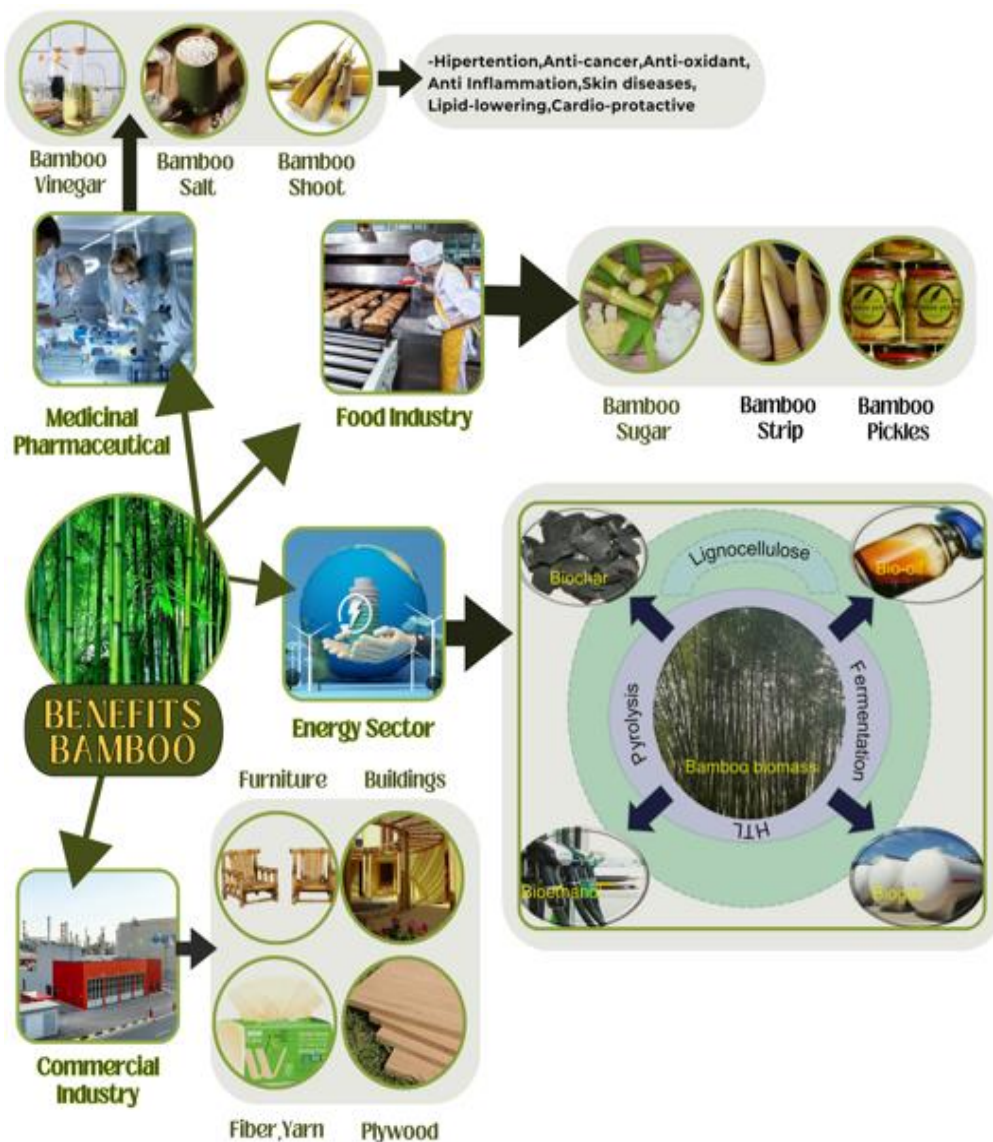 -Hipertention,Anti-cancer,Anti-oxidant,
Anti Inflammation,Skin diseases,
Lipid-lowering,Cardio-protactive
Bamboo
Vinegar
Bamboo
Salt
Bamboo
Shoot
Medicinal
Pharmaceutical
Food Industry
Bamboo
Sugar
Bamboo
Strip
Bamboo
Pickles
BENEFITS
BAMBOO
Energy Sector
Biochar
Lignocellulose
Bio-oil
Pyrolysis
Fermentation
Bamboo biomass
HTL
Bioethanol
Biogas
Furniture
Buildings
Commercial
Industry
Fiber,Yarn
Plywood